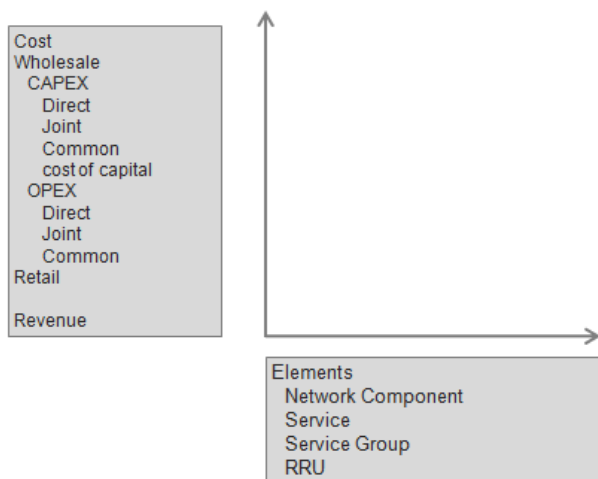 Cost
Wholesale
CAPEX
Direct
Joint
Common
cost of capital
OPEX
Direct
Joint
Common
Retail
Revenue
Elements
Network Component
Service
Service Group
RRU